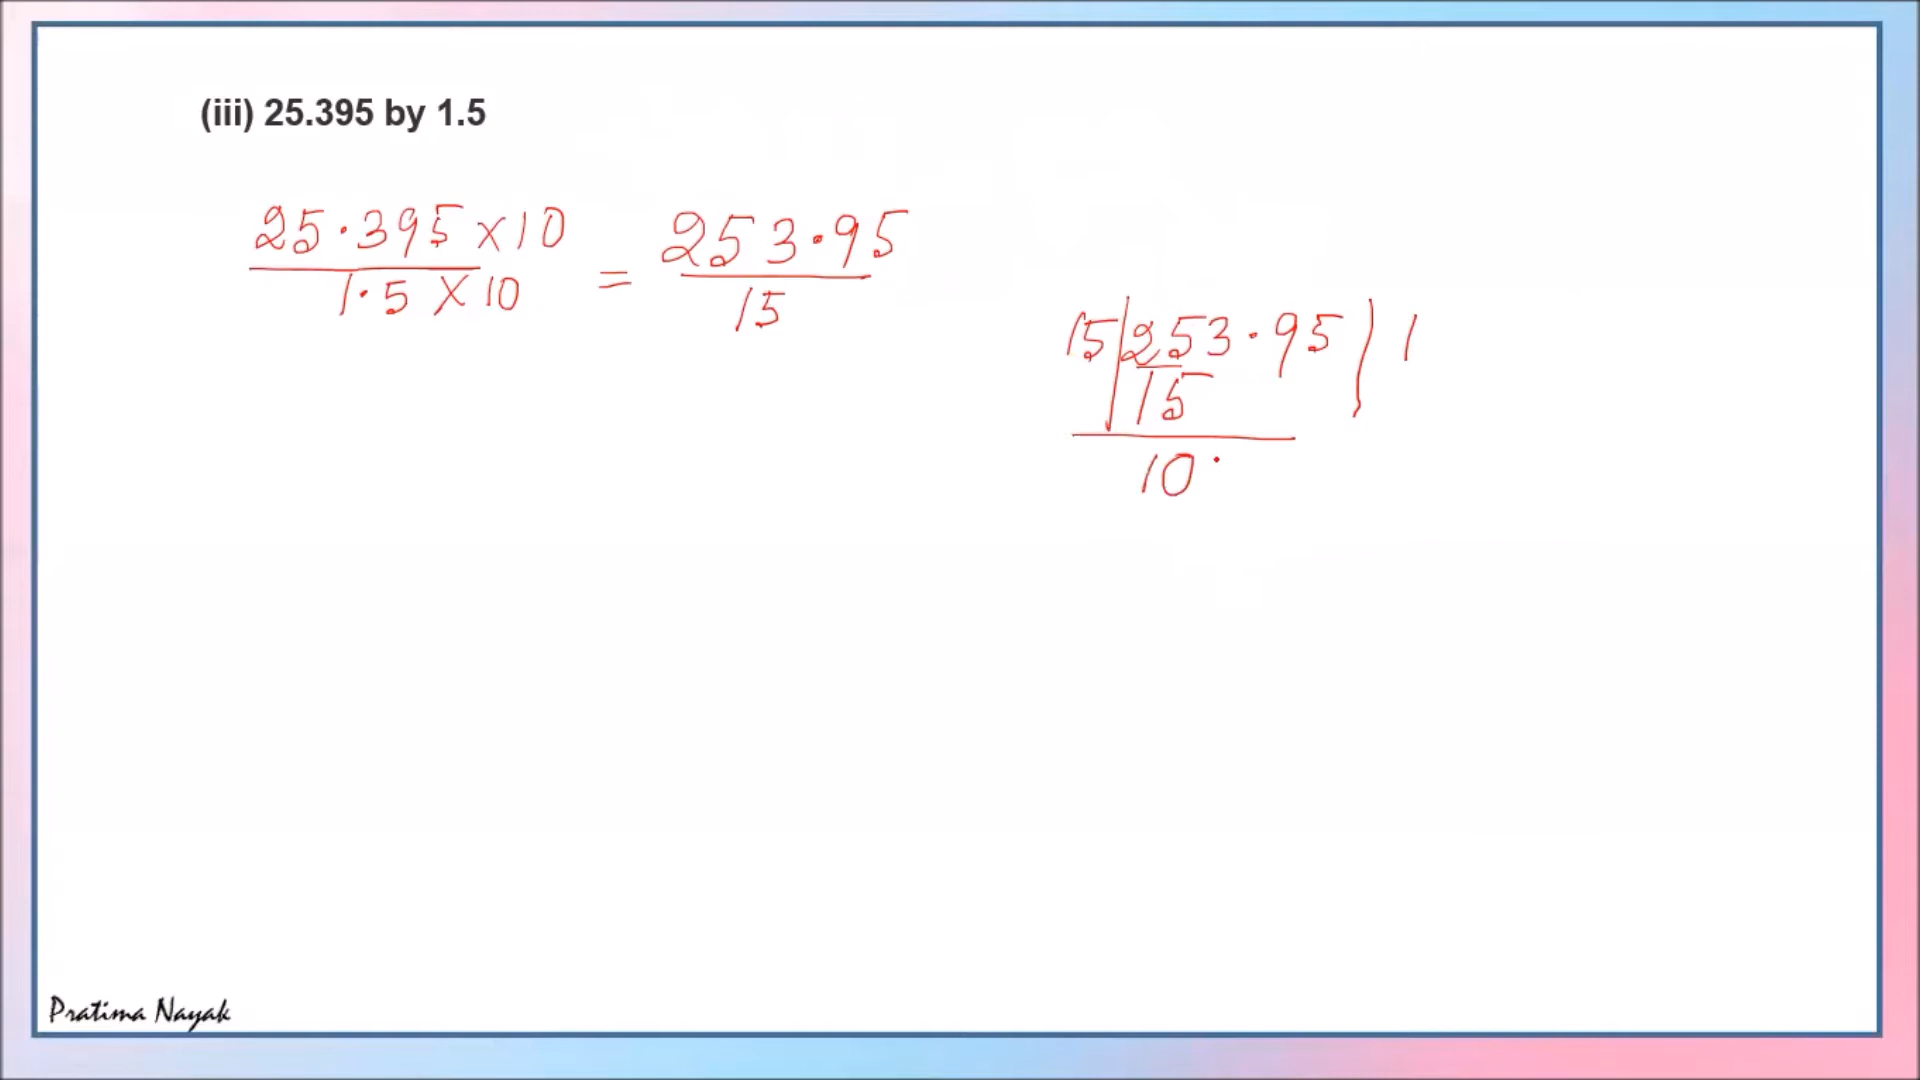 (iii) 25.395 by 1.5
25.395 x 10
1.5 X 10
=
253.95
15
15 253.95 1
15
10
Pratima Nayak